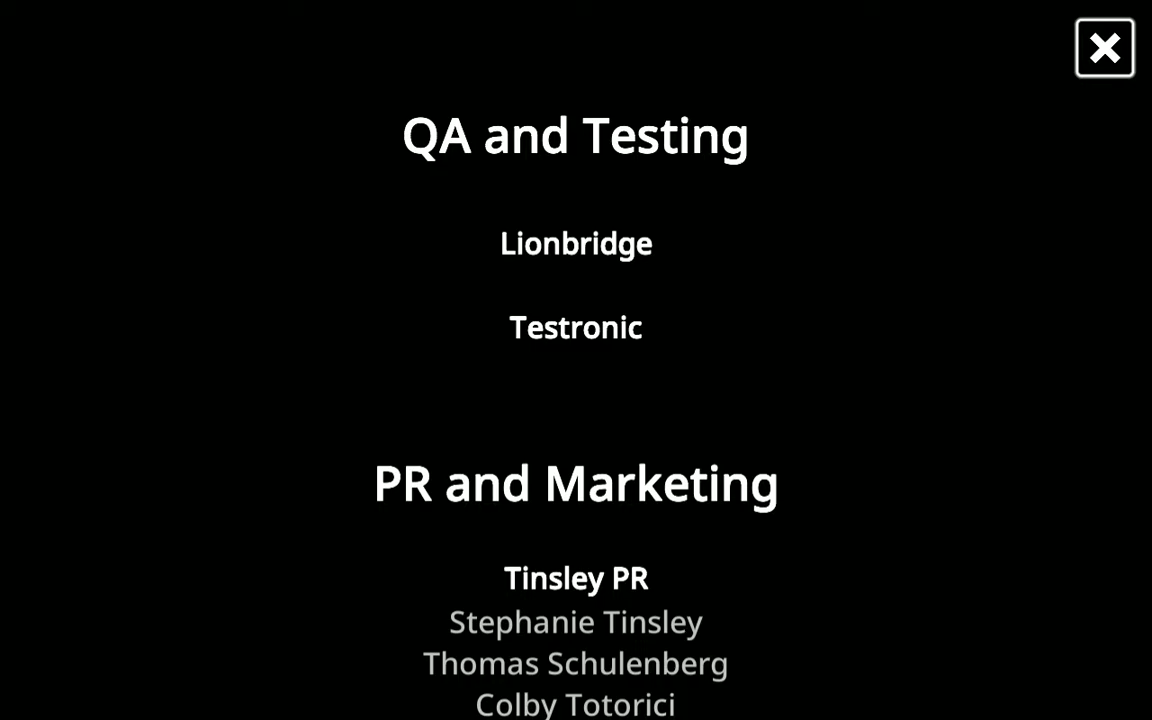 QA and Testing
Lionbridge
Testronic
PR and Marketing
Tinsley PR
Stephanie Tinsley
Thomas Schulenberg
Colby Totorici